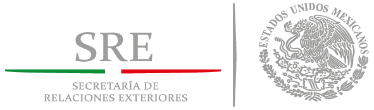 SRE
SECRETARÍA DE
RELACIONES EXTERIORES
ESTADOS UNIDOS MEXICANOS